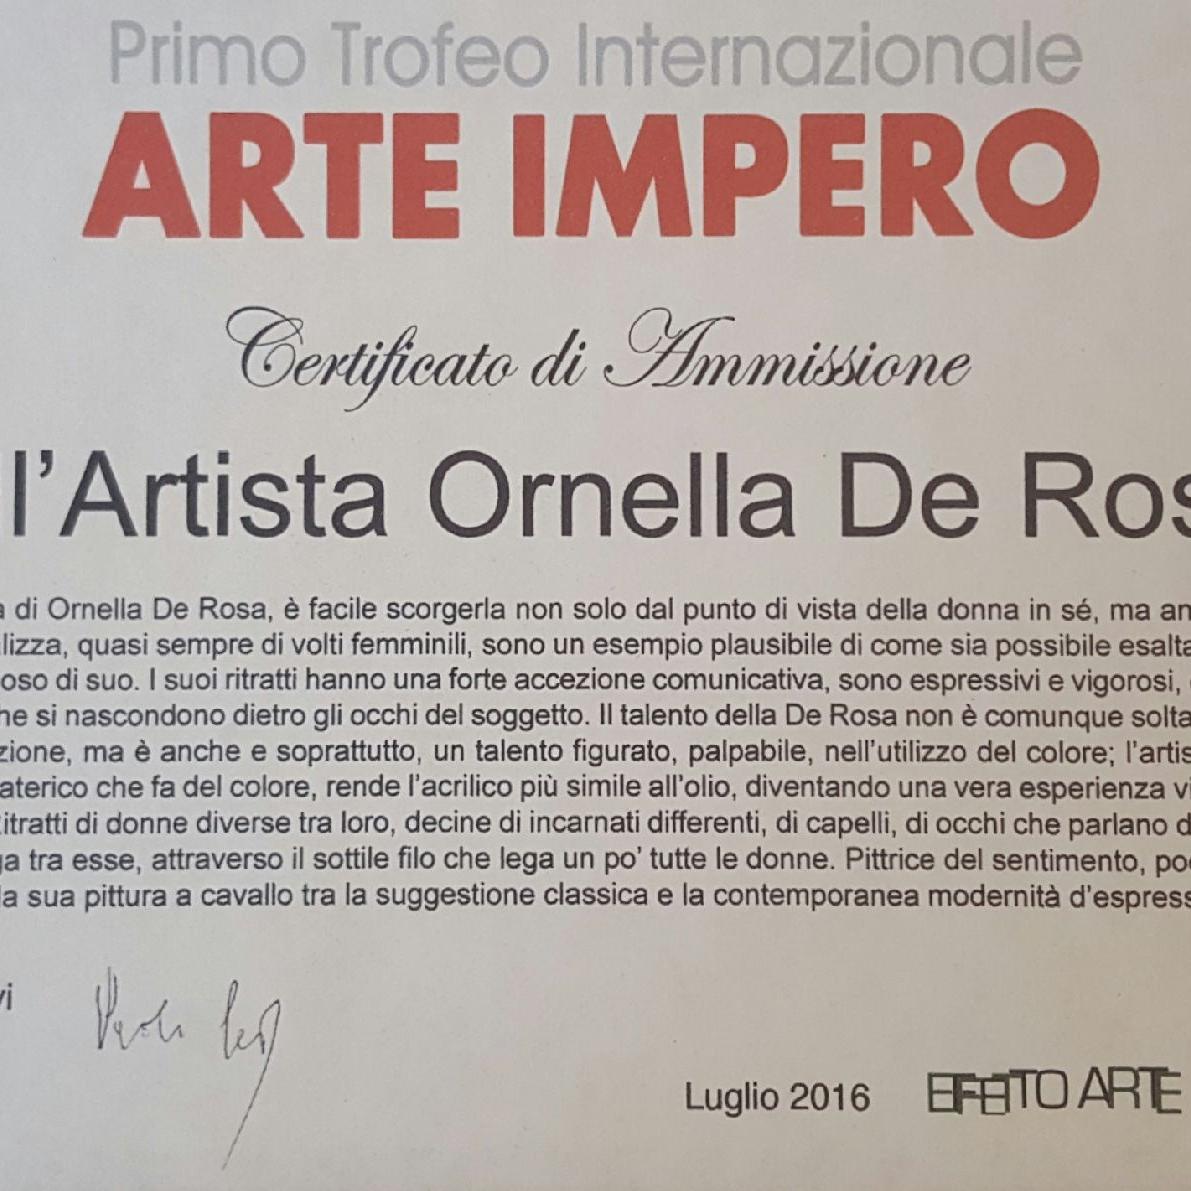 Primo Trofeo Internazionale
ARTE IMPERO
Certificato di Ammissione
l'Artista Ornella De Ros
a di Ornella De Rosa, è facile scorgerla non solo dal punto di vista della donna in sé, ma an
lizza, quasi sempre di volti femminili, sono un esempio plausibile di come sia possibile esalta
oso di suo. I suoi ritratti hanno una forte accezione comunicativa, sono espressivi e vigorosi,
he si nascondono dietro gli occhi del soggetto. Il talento della De Rosa non è comunque solta
zione, ma è anche e soprattutto, un talento figurato, palpabile, nell'utilizzo del colore; l'artis
aterico che fa del colore, rende l'acrilico più simile all'olio, diventando una vera esperienza vi
itratti di donne diverse tra loro, decine di incarnati differenti, di capelli, di occhi che parlano d
ga tra esse, attraverso il sottile filo che lega un po' tutte le donne. Pittrice del sentimento, poe
la sua pittura a cavallo tra la suggestione classica e la contemporanea modernità d'espress
vi
Luglio 2016 EFFETTO ARTE